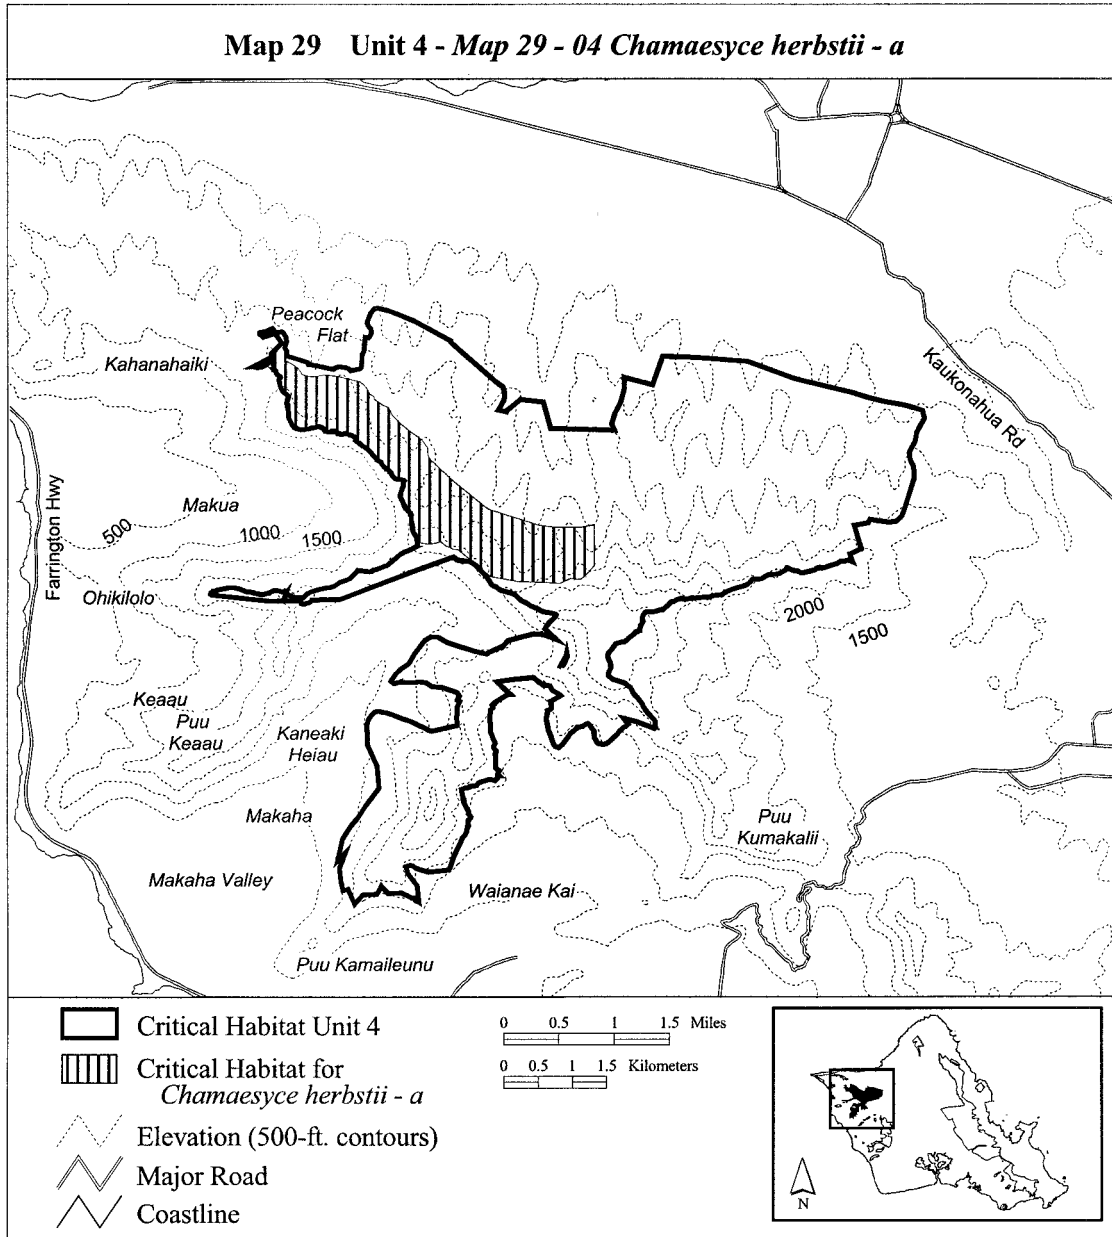 Map 29 Unit 4 - Map 29 - 04 Chamaesyce herbstii - a
Peacock
Flat
Kahanahaiki
Kaukonahua Rd
Farrington Hwy
Makua
500
1000
1500
Ohikilolo
2000
1500
Keaau
Puu
Keaau
Kaneaki
Heiau
Makaha
Puu
Kumakalii
Makaha Valley
Waianae Kai
Puu Kamaileunu
Critical Habitat Unit 4
Critical Habitat for
Chamaesyce herbstii - a
Elevation (500-ft. contours)
Major Road
Coastline
0 0.5 1 1.5 Miles
0 0.5 1 1.5 Kilometers
N